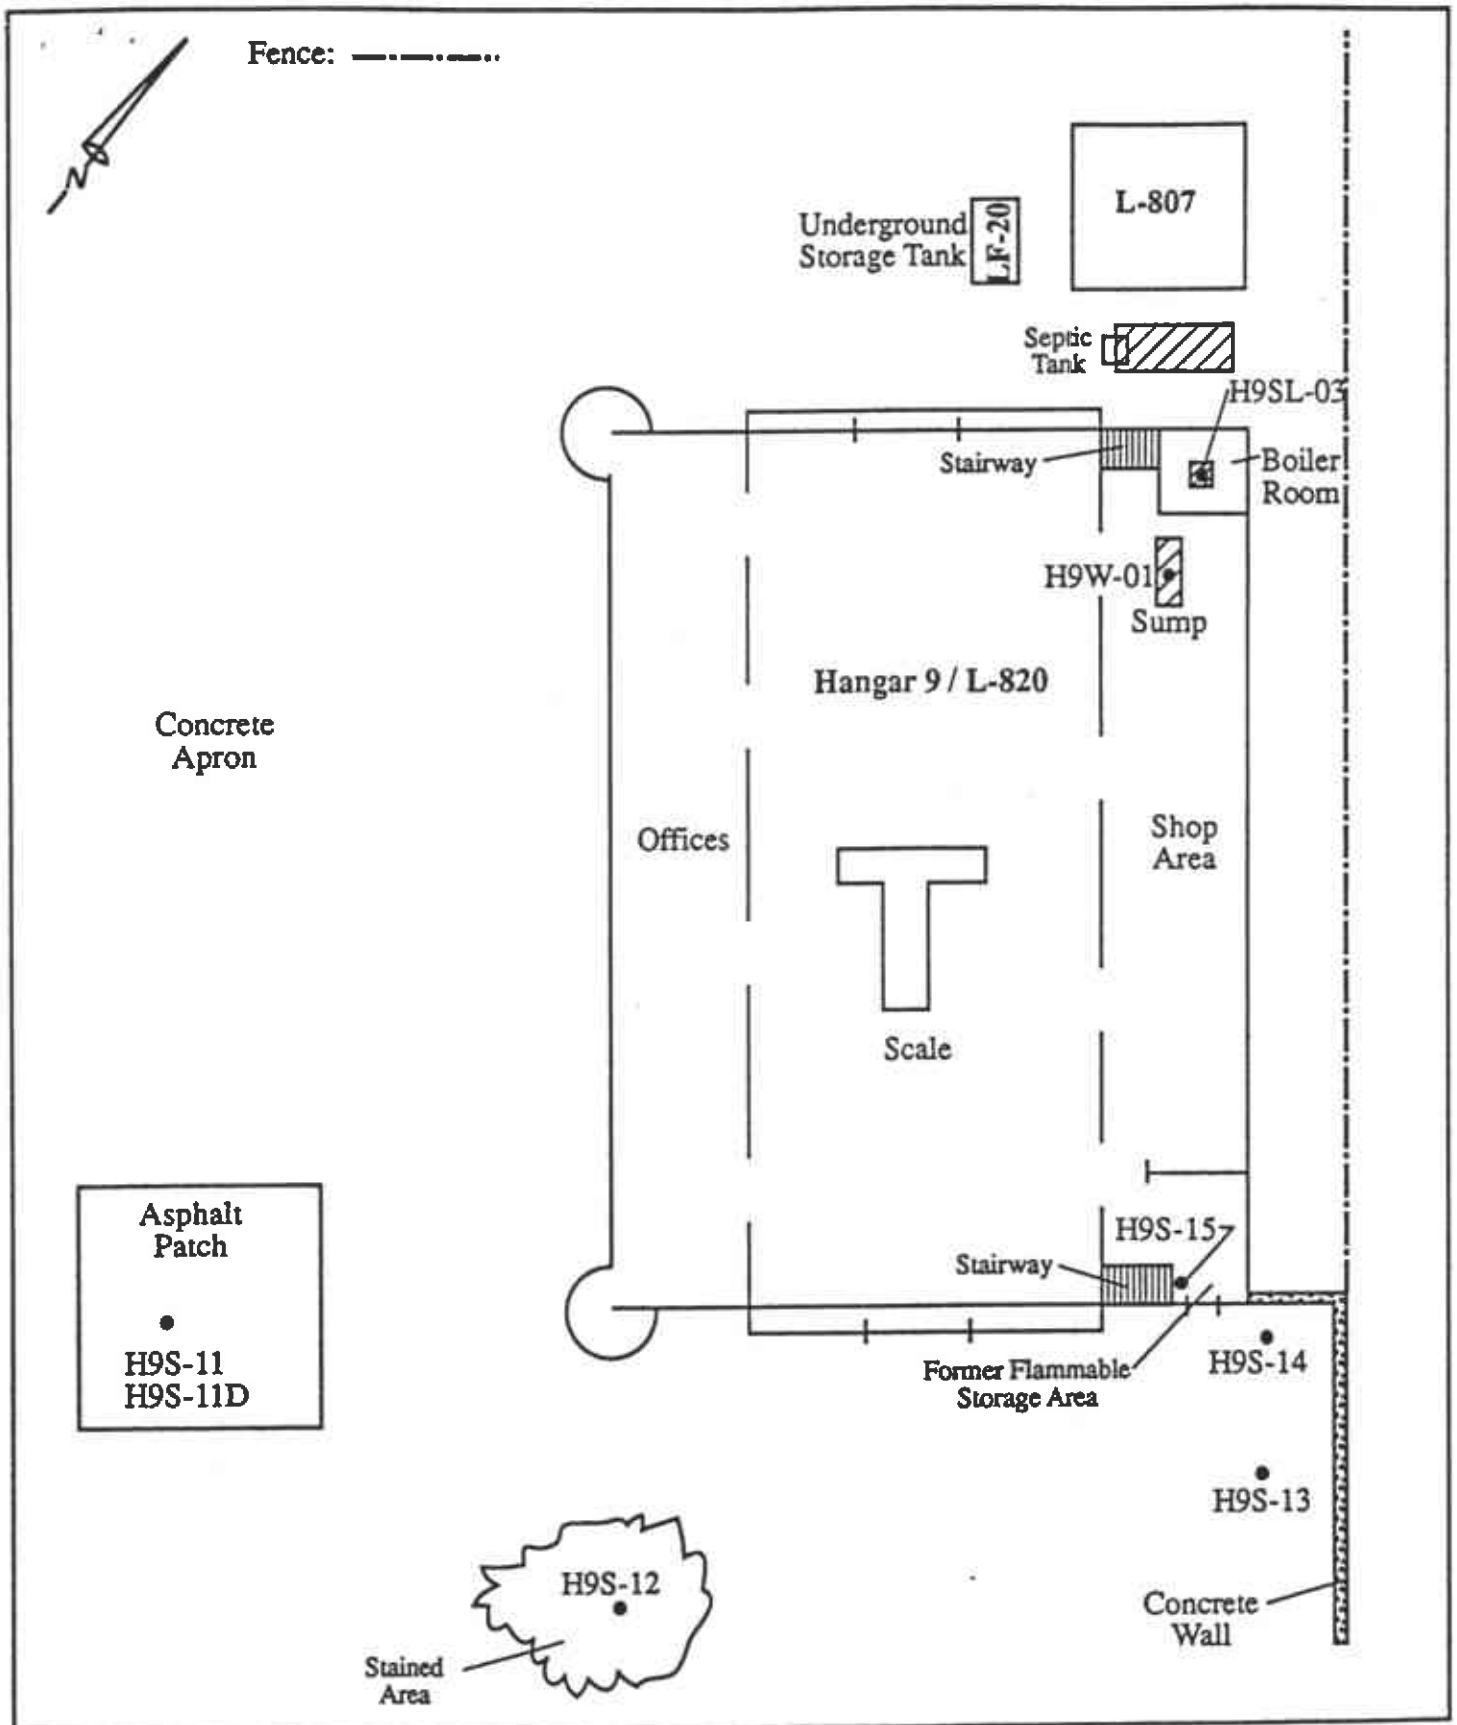 Fence:
N
L-807
Underground
Storage Tank
LF-20
Septic
Tank
H9SL-03
Stairway
Boiler
Room
H9W-01
Sump
Hangar 9 / L-820
Concrete
Apron
Offices
Shop
Area
Scale
Asphalt
Patch
H9S-15
Stairway
H9S-11
H9S-11D
Former Flammable
Storage Area
H9S-14
H9S-13
H9S-12
Concrete
Wall
Stained
Area